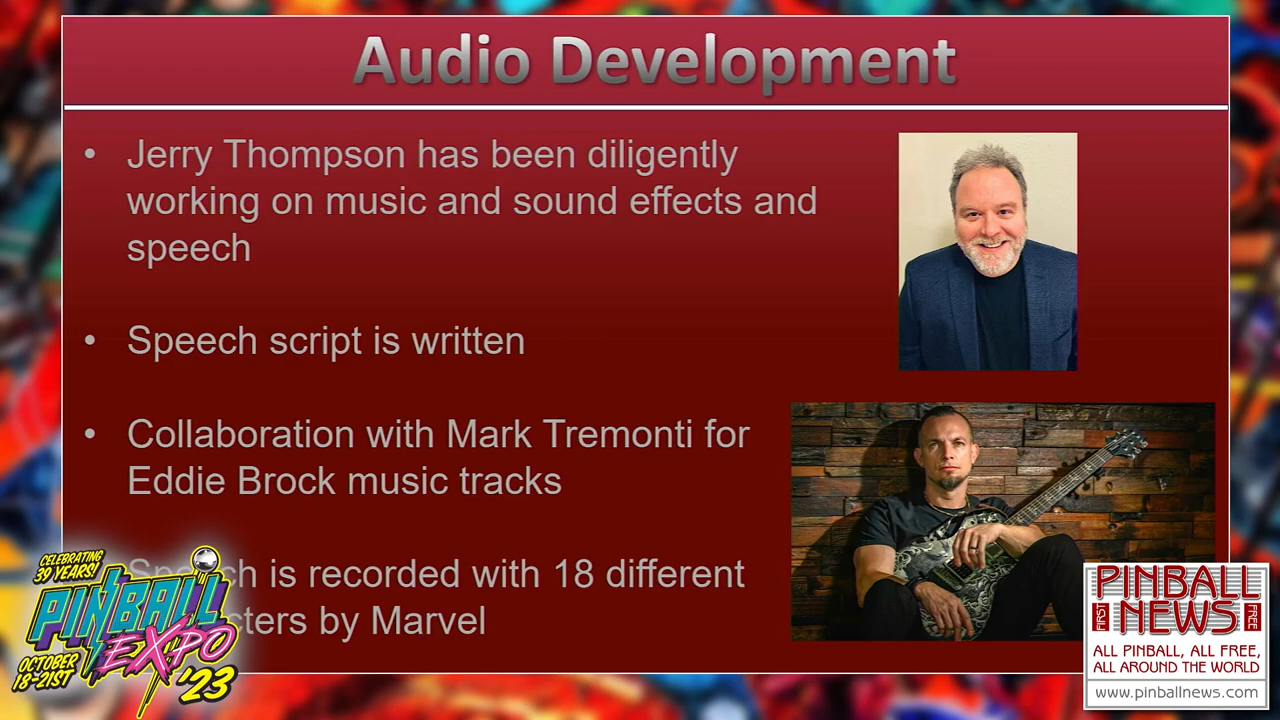 Audio Development
• Jerry Thompson has been diligently
working on music and sound effects and
speech
• Speech script is written
• Collaboration with Mark Tremonti for
Eddie Brock music tracks
is recorded with 18 different
by Marvel
CELEBRATING
39 YEARS!
PINBALL
EXPO
OCTOBER
18-21ST
'23
PINBALL
FIRST NEWS FREE
ALL PINBALL, ALL FREE,
ALL AROUND THE WORLD
www.pinballnews.com